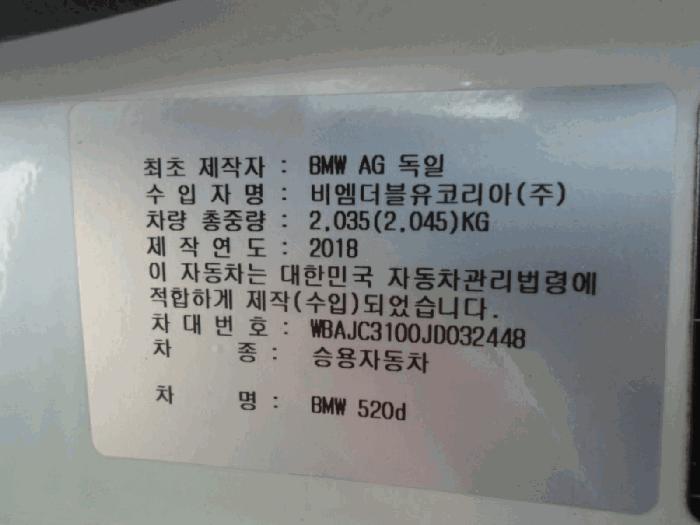 최초 제작자 : BMW AG 독일
수 입 자 명 : 비엠더블유코리아(주)
차량 총중량 : 2.035(2.045)KG
제 작 연 도 : 2018
이 자동차는 대한민국 자동차관리법령에
적합하게 제작(수입)되었습니다.
차 대 번 호 : WBAJC3100JD032448
차 종 : 승용자동차
차 명 : BMW 520d